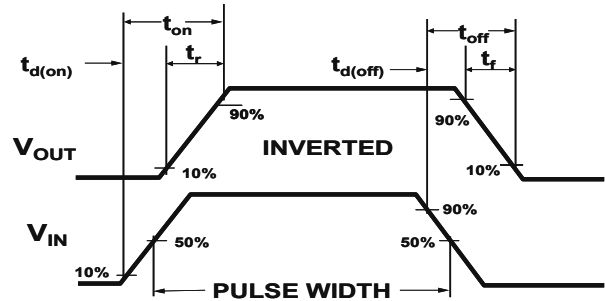 ton
toff
tr
tf
td(on)
td(off)
90%
90%
VOUT
INVERTED
10%
10%
VIN
90%
50%
50%
10%
PULSE WIDTH